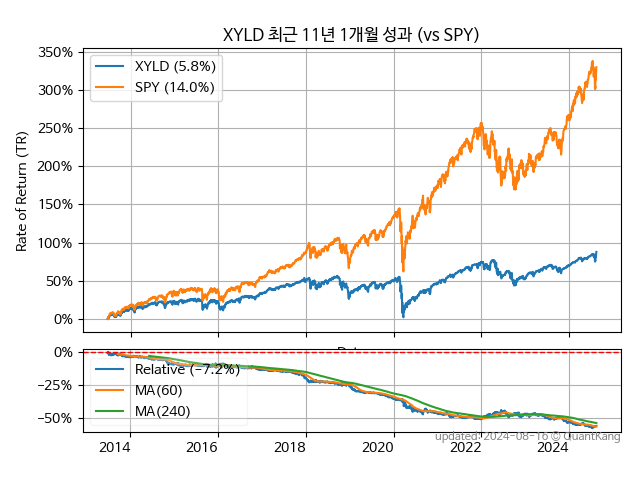 XYLD 최근 11년 1개월 성과 (vs SPY)
350%
300%
250%
200%
150%
100%
50%
0%
Rate of Return (TR)
XYLD (5.8%)
SPY (14.0%)
0%
−25%
−50%
Relative (−7.2%)
MA(60)
MA(240)
2014 2016 2018 2020 2022 2024
updated: 2024-08-16 © QuantKang